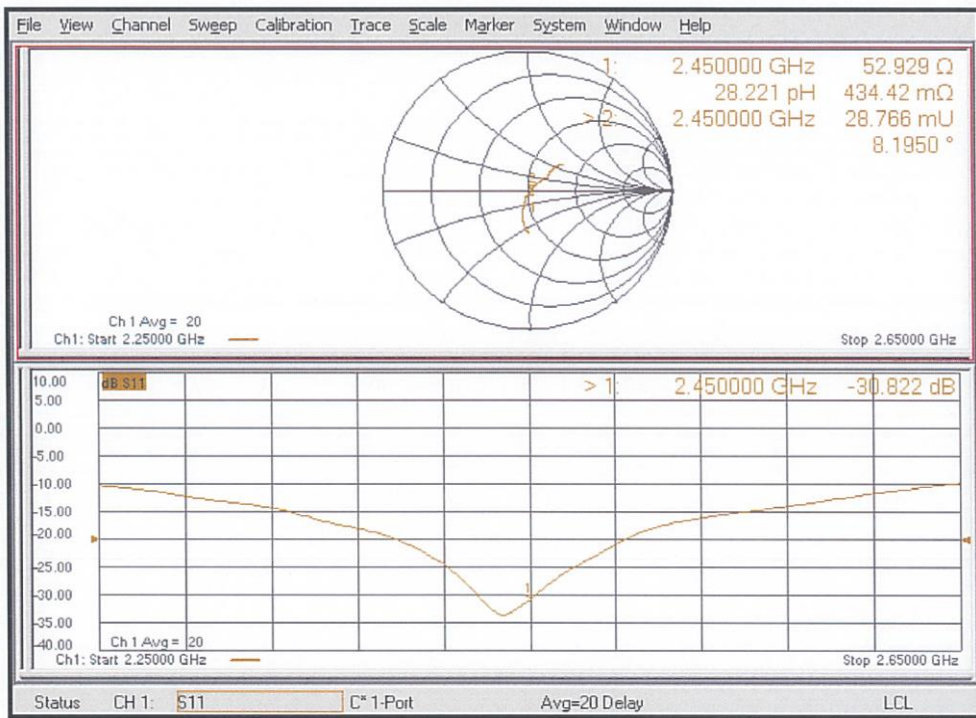 File View Channel Sweep Calibration Trace Scale Marker System Window Help
1: 2.450000 GHz 52.929 Ω
28.221 pH 434.42 mΩ
> 2: 2.450000 GHz 28.766 mU
8.1950 °
Ch 1 Avg = 20
Ch1: Start 2.25000 GHz Stop 2.65000 GHz
10.00 dB S11 > 1: 2.450000 GHz -30.822 dB
5.00
0.00
-5.00
-10.00
-15.00
-20.00
-25.00
-30.00 1
-35.00
-40.00 Ch 1 Avg = 20
Ch1: Start 2.25000 GHz Stop 2.65000 GHz
Status CH 1: S11 C* 1-Port Avg=20 Delay LCL